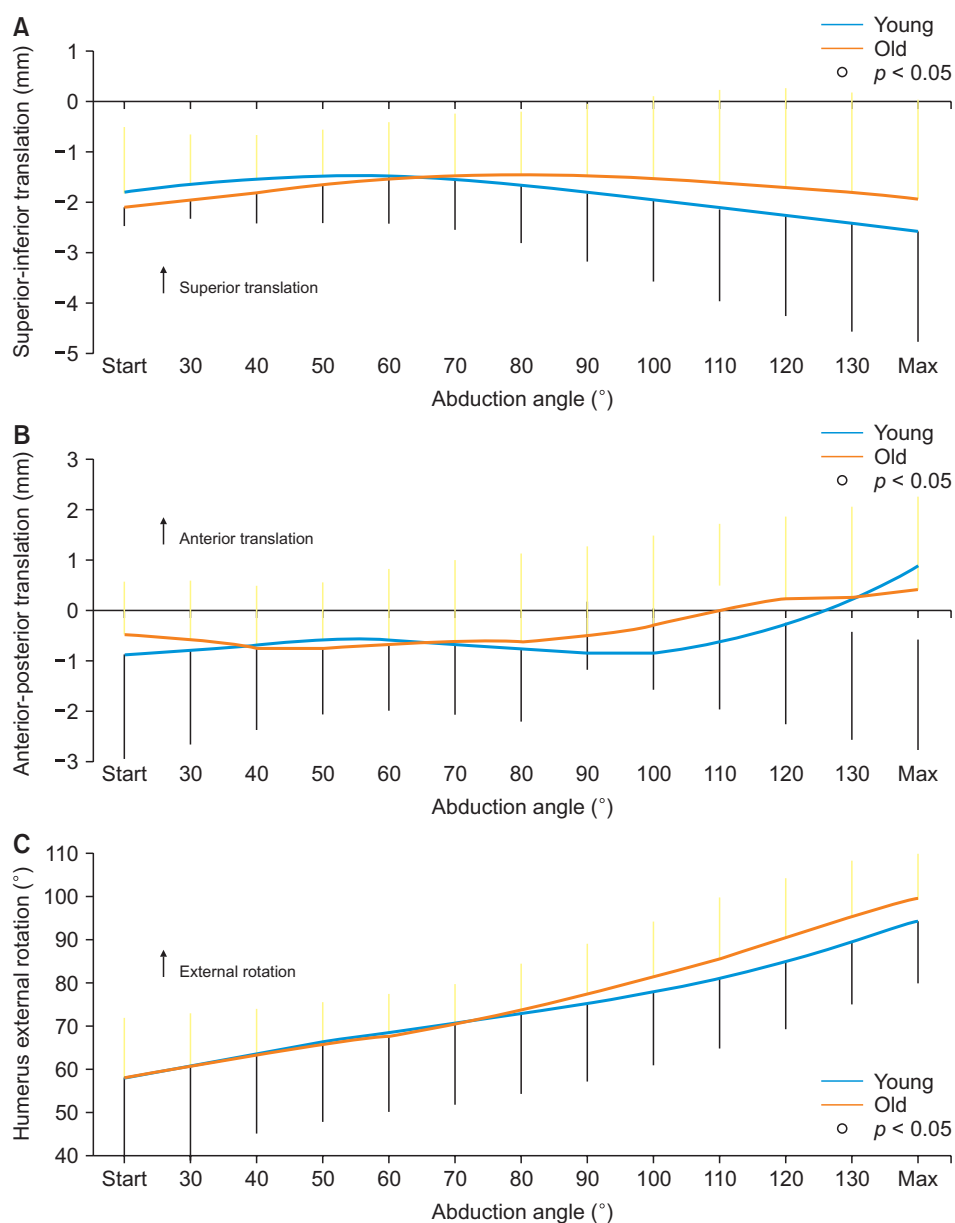 A
Young
Old
p < 0.05
Superior-inferior translation (mm)
1
0
−1
−2
−3
−4
−5
Superior translation
Start 30 40 50 60 70 80 90 100 110 120 130 Max
Abduction angle (°)
B
Young
Old
p < 0.05
Anterior-posterior translation (mm)
3
2
1
0
−1
−2
−3
Anterior translation
Start 30 40 50 60 70 80 90 100 110 120 130 Max
Abduction angle (°)
C
Humerus external rotation (°)
110
100
90
80
70
60
50
40
External rotation
Young
Old
p < 0.05
Start 30 40 50 60 70 80 90 100 110 120 130 Max
Abduction angle (°)